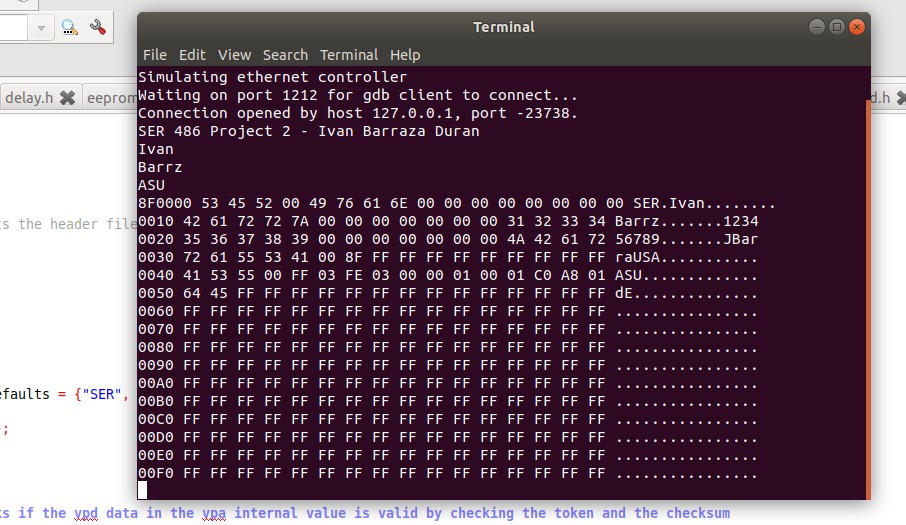 Terminal
File Edit View Search Terminal Help
delay.h
eeprom
d.h
Simulating ethernet controller
Waiting on port 1212 for gdb client to connect...
Connection opened by host 127.0.0.1, port -23738.
SER 486 Project 2 - Ivan Barraza Duran
Ivan
Barrz
ASU
8F0000 53 45 52 00 49 76 61 6E 00 00 00 00 00 00 00 00 SER.Ivan........
0010 42 61 72 72 7A 00 00 00 00 00 00 00 31 32 33 34 Barrz.......1234
0020 35 36 37 38 39 00 00 00 00 00 00 00 4A 42 61 72 56789.......JBar
0030 72 61 55 53 41 00 8F FF FF FF FF FF FF FF FF FF raUSA...........
0040 41 53 55 00 FF 03 FE 03 00 00 01 00 01 C0 A8 01 ASU.............
0050 64 45 FF FF FF FF FF FF FF FF FF FF FF FF FF FF dE..............
0060 FF FF FF FF FF FF FF FF FF FF FF FF FF FF FF FF ................
0070 FF FF FF FF FF FF FF FF FF FF FF FF FF FF FF FF ................
0080 FF FF FF FF FF FF FF FF FF FF FF FF FF FF FF FF ................
0090 FF FF FF FF FF FF FF FF FF FF FF FF FF FF FF FF ................
00A0 FF FF FF FF FF FF FF FF FF FF FF FF FF FF FF FF ................
00B0 FF FF FF FF FF FF FF FF FF FF FF FF FF FF FF FF ................
00C0 FF FF FF FF FF FF FF FF FF FF FF FF FF FF FF FF ................
00D0 FF FF FF FF FF FF FF FF FF FF FF FF FF FF FF FF ................
00E0 FF FF FF FF FF FF FF FF FF FF FF FF FF FF FF FF ................
00F0 FF FF FF FF FF FF FF FF FF FF FF FF FF FF FF FF ................
ts the header file
efaults = {"SER",
};
ks if the vpd data in the vpa internal value is valid by checking the token and the checksum